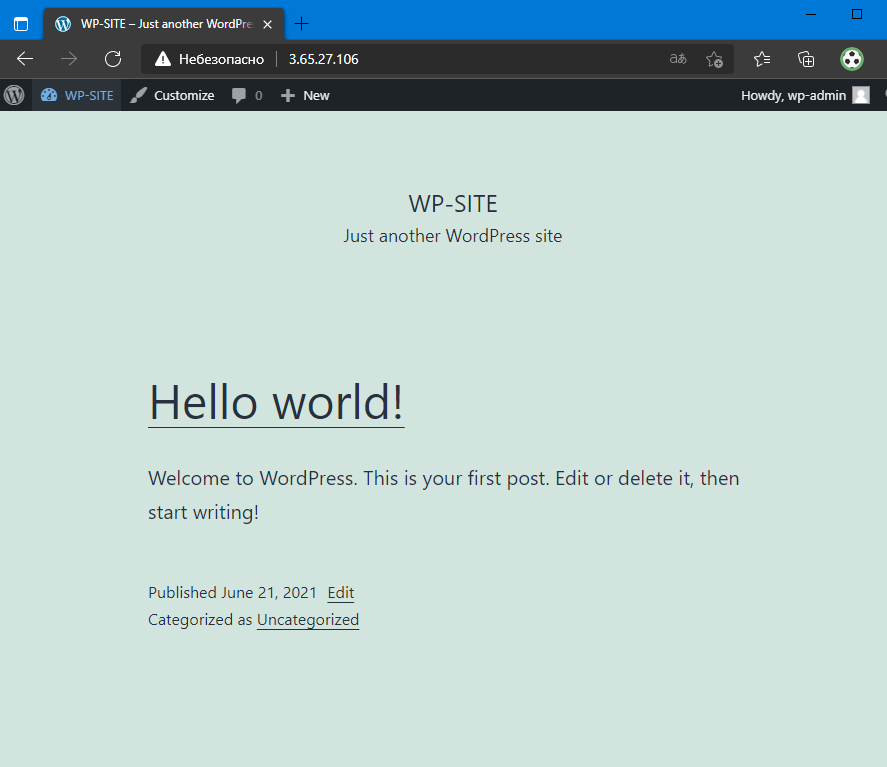 WP-SITE – Just another WordPre
Небезопасно 3.65.27.106 aあ
WP-SITE Customize 0 New Howdy, wp-admin
WP-SITE
Just another WordPress site
Hello world!
Welcome to WordPress. This is your first post. Edit or delete it, then
start writing!
Published June 21, 2021 Edit
Categorized as Uncategorized